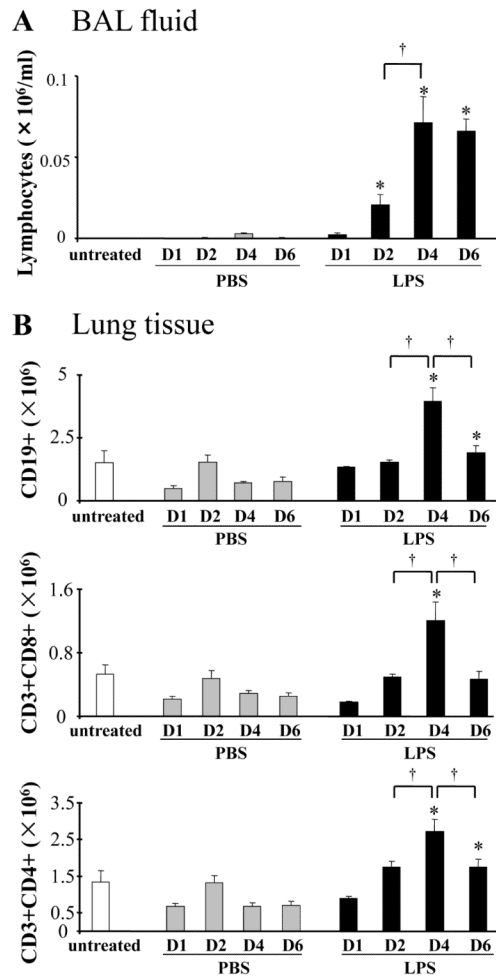 A BAL fluid
†
Lymphocytes (×10⁶/ml)
0.1
0.05
0
*
*
*
untreated D1 D2 D4 D6 D1 D2 D4 D6
PBS LPS
B Lung tissue
† †
CD19+ (×10⁶)
5
2.5
0
*
*
untreated D1 D2 D4 D6 D1 D2 D4 D6
PBS LPS
† †
CD3+CD8+ (×10⁶)
1.6
0.8
0
*
untreated D1 D2 D4 D6 D1 D2 D4 D6
PBS LPS
† †
CD3+CD4+ (×10⁶)
3.5
2.5
1.5
0.5
*
*
untreated D1 D2 D4 D6 D1 D2 D4 D6
PBS LPS